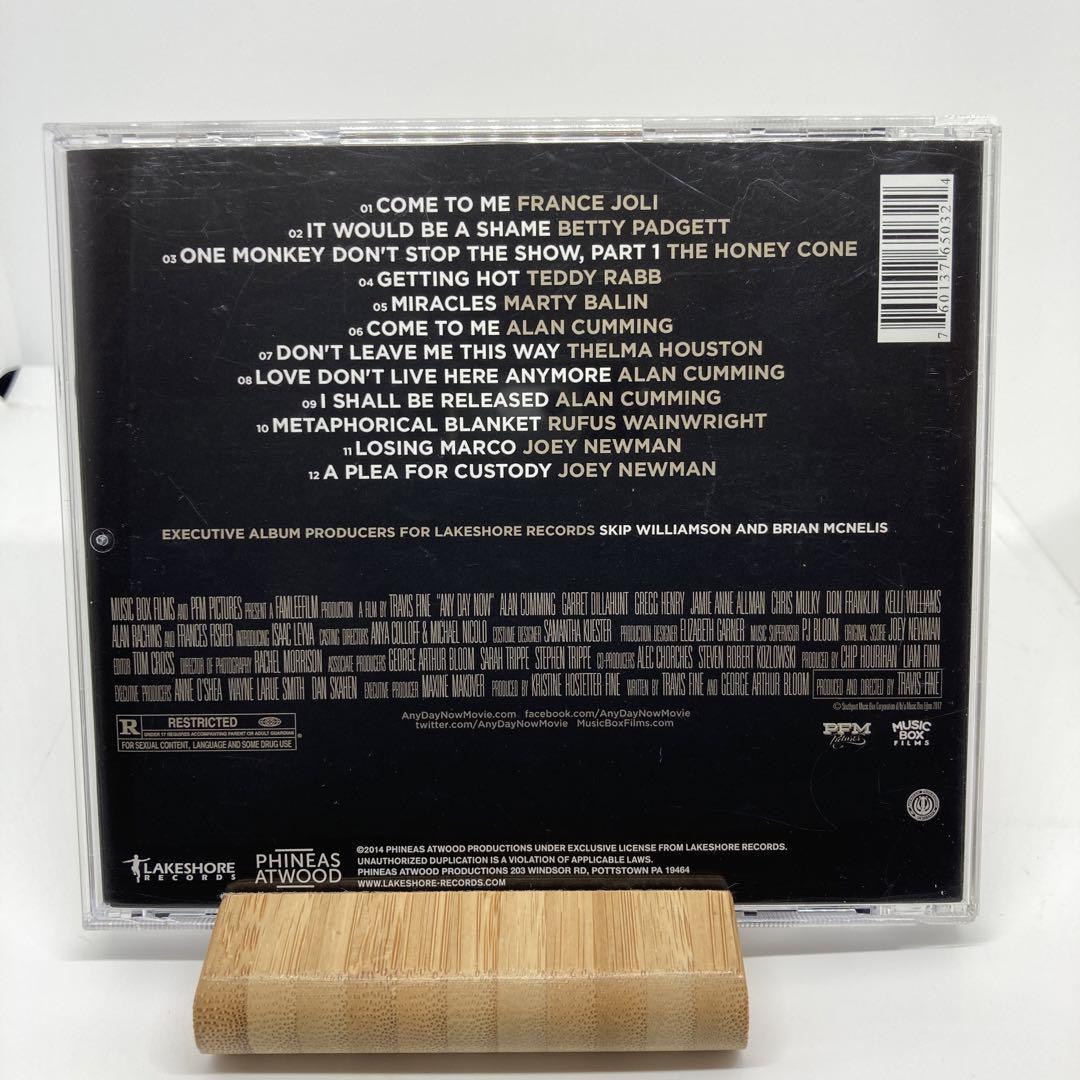 01 COME TO ME FRANCE JOLI
02 IT WOULD BE A SHAME BETTY PADGETT
03 ONE MONKEY DON'T STOP THE SHOW, PART 1 THE HONEY CONE
04 GETTING HOT TEDDY RABB
05 MIRACLES MARTY BALIN
06 COME TO ME ALAN CUMMING
07 DON'T LEAVE ME THIS WAY THELMA HOUSTON
08 LOVE DON'T LIVE HERE ANYMORE ALAN CUMMING
09 I SHALL BE RELEASED ALAN CUMMING
10 METAPHORICAL BLANKET RUFUS WAINWRIGHT
11 LOSING MARCO JOEY NEWMAN
12 A PLEA FOR CUSTODY JOEY NEWMAN
7 60137 65032 4
EXECUTIVE ALBUM PRODUCERS FOR LAKESHORE RECORDS SKIP WILLIAMSON AND BRIAN MCNELIS
MUSIC BOX FILMS AND PFM PICTURES PRESENT A FAMLEEFILM PRODUCTION A FILM BY TRAVIS FINE "ANY DAY NOW" ALAN CUMMING GARRET DILLAHUNT GREGG HENRY JAMIE ANNE ALLMAN CHRIS MULKY DON FRANKLIN KELLI WILLIAMS
ALAN RACHINS AND FRANCES FISHER INTRODUCING ISAAC LEYVA CASTING DIRECTORS ANYA COLLOFF & MICHAEL NICOLO COSTUME DESIGNER SAMANTHA KUESTER PRODUCTION DESIGNER ELIZABETH GARNER MUSIC SUPERVISOR PJ BLOOM ORIGINAL SCORE JOEY NEWMAN
EDITOR TOM CROSS DIRECTOR OF PHOTOGRAPHY RACHEL MORRISON ASSOCIATE PRODUCERS GEORGE ARTHUR BLOOM SARAH TRIPPE STEPHEN TRIPPE CO-PRODUCERS ALEC CHORCHES STEVEN ROBERT KOZLOWSKI PRODUCED BY CHIP HOURIHAN LIAM FINN
EXECUTIVE PRODUCERS ANNE O'SHEA WAYNE LARUE SMITH DAN SKAHEN EXECUTIVE PRODUCER MAXINE MAKOVER PRODUCED BY KRISTINE HOSTETTER FINE WRITTEN BY TRAVIS FINE AND GEORGE ARTHUR BLOOM PRODUCED AND DIRECTED BY TRAVIS FINE
© Southport Music Box Corporation d/b/a Music Box Films 2012
R RESTRICTED
UNDER 17 REQUIRES ACCOMPANYING PARENT OR ADULT GUARDIAN
FOR SEXUAL CONTENT, LANGUAGE AND SOME DRUG USE
AnyDayNowMovie.com facebook.com/AnyDayNowMovie
twitter.com/AnyDayNowMovie MusicBoxFilms.com
PFM Pictures
MUSIC BOX FILMS
LAKESHORE RECORDS
PHINEAS ATWOOD
©2014 PHINEAS ATWOOD PRODUCTIONS UNDER EXCLUSIVE LICENSE FROM LAKESHORE RECORDS.
UNAUTHORIZED DUPLICATION IS A VIOLATION OF APPLICABLE LAWS.
PHINEAS ATWOOD PRODUCTIONS 203 WINDSOR RD, POTTSTOWN PA 19464
WWW.LAKESHORE-RECORDS.COM